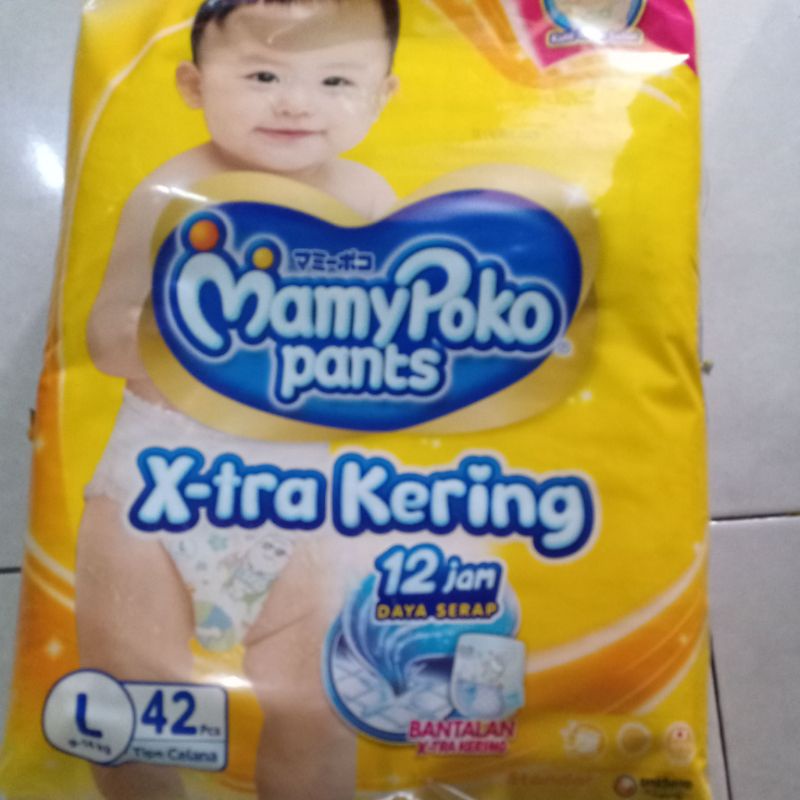 マミーポコ
MamyPoko
pants
X-tra Kering
12 jam
DAYA SERAP
BANTALAN
X-TRA KERING
L
42 Pcs
Tipe Celana